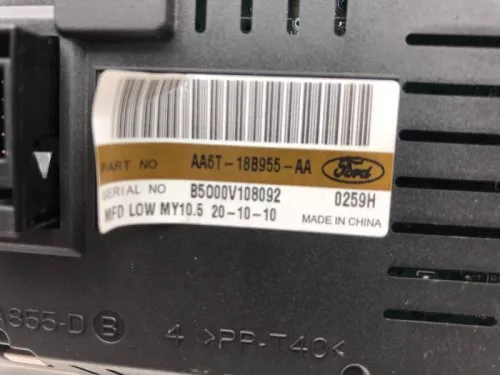 PART NO AA6T-18B955-AA Ford
SERIAL NO B5000V108092 0259H
MFD LOW MY10.5 20-10-10 MADE IN CHINA
A855-D B 4 >PP-T40<